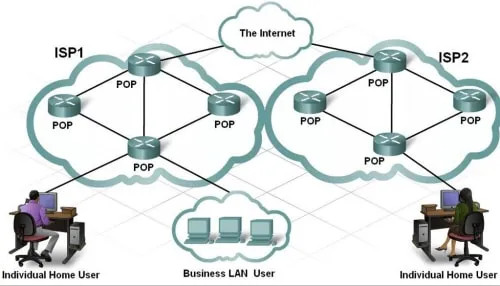 The Internet
ISP1
ISP2
POP
POP
POP
POP
POP
POP
POP
POP
Individual Home User
Business LAN User
Individual Home User